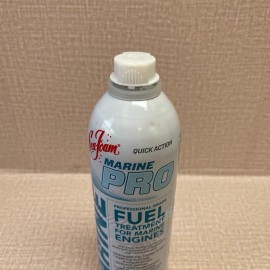 Sea Foam
QUICK ACTION
MARINE
PRO
PROFESSIONAL GRADE
FUEL
TREATMENT
FOR MARINE
ENGINES